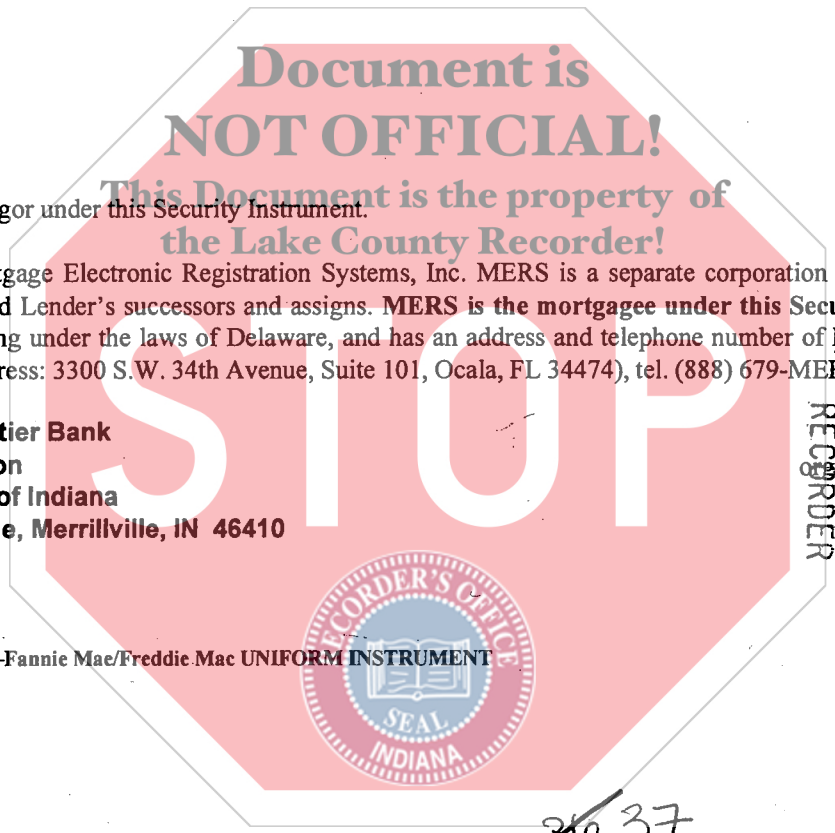 Document is
NOT OFFICIAL!
This Document is the property of
the Lake County Recorder!
gor under this Security Instrument.
tgage Electronic Registration Systems, Inc. MERS is a separate corporation
d Lender's successors and assigns. MERS is the mortgagee under this Secu
ng under the laws of Delaware, and has an address and telephone number of
ress: 3300 S.W. 34th Avenue, Suite 101, Ocala, FL 34474), tel. (888) 679-MER
STOP
tier Bank
on
org
of Indiana
e, Merrillville, IN 46410
RECORDER
RECORDER'S OFFICE
SEAL
INDIANA
-Fannie Mae/Freddie Mac UNIFORM INSTRUMENT
37